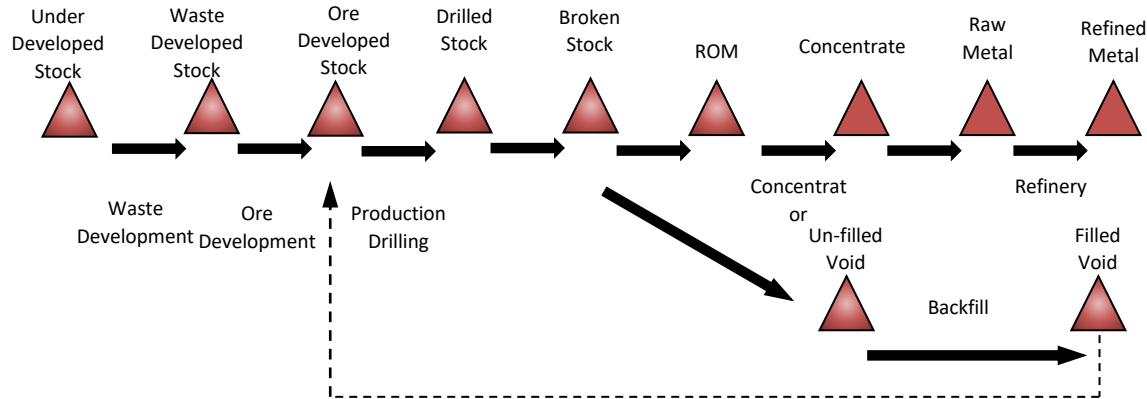 Under
Developed
Stock
Waste
Developed
Stock
Ore
Developed
Stock
Drilled
Stock
Broken
Stock
ROM
Concentrate
Raw
Metal
Refined
Metal
Waste
Development
Ore
Development
Production
Drilling
Concentrat
or
Refinery
Un-filled
Void
Backfill
Filled
Void